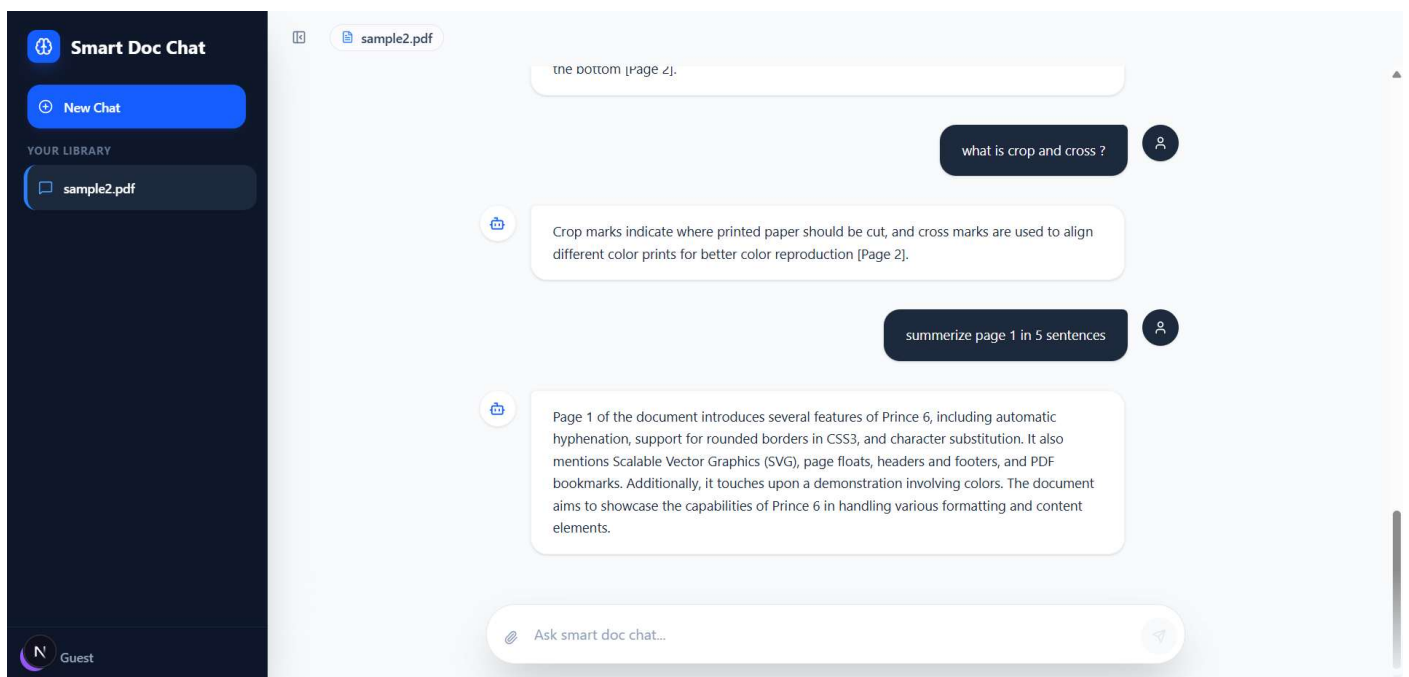 Smart Doc Chat
New Chat
YOUR LIBRARY
sample2.pdf
Guest
N
sample2.pdf
the bottom [Page 2].
what is crop and cross ?
Crop marks indicate where printed paper should be cut, and cross marks are used to align
different color prints for better color reproduction [Page 2].
summerize page 1 in 5 sentences
Page 1 of the document introduces several features of Prince 6, including automatic
hyphenation, support for rounded borders in CSS3, and character substitution. It also
mentions Scalable Vector Graphics (SVG), page floats, headers and footers, and PDF
bookmarks. Additionally, it touches upon a demonstration involving colors. The document
aims to showcase the capabilities of Prince 6 in handling various formatting and content
elements.
Ask smart doc chat...